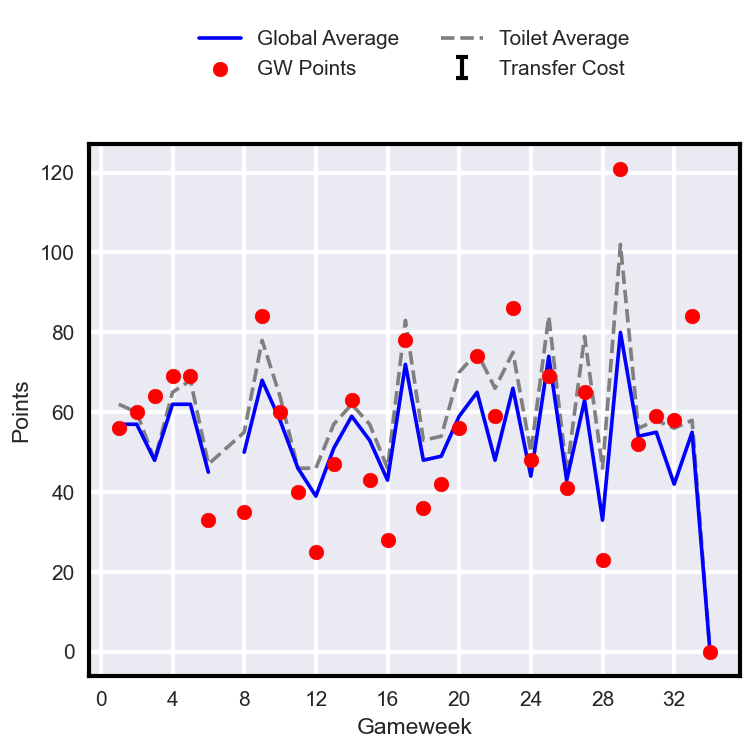 Global Average
Toilet Average
GW Points
Transfer Cost
120
100
80
60
40
20
0
Points
0 4 8 12 16 20 24 28 32
Gameweek